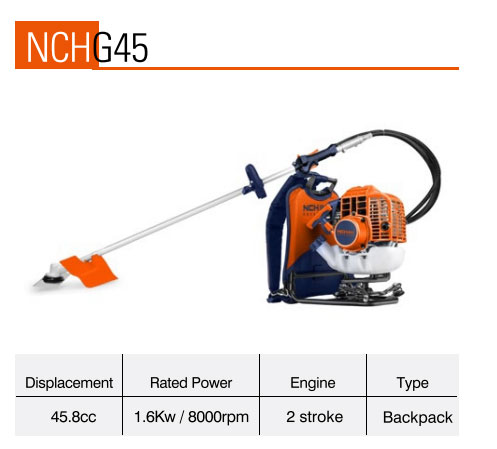 NCHG45
NCH
Displacement Rated Power Engine Type
45.8cc 1.6Kw / 8000rpm 2 stroke Backpack